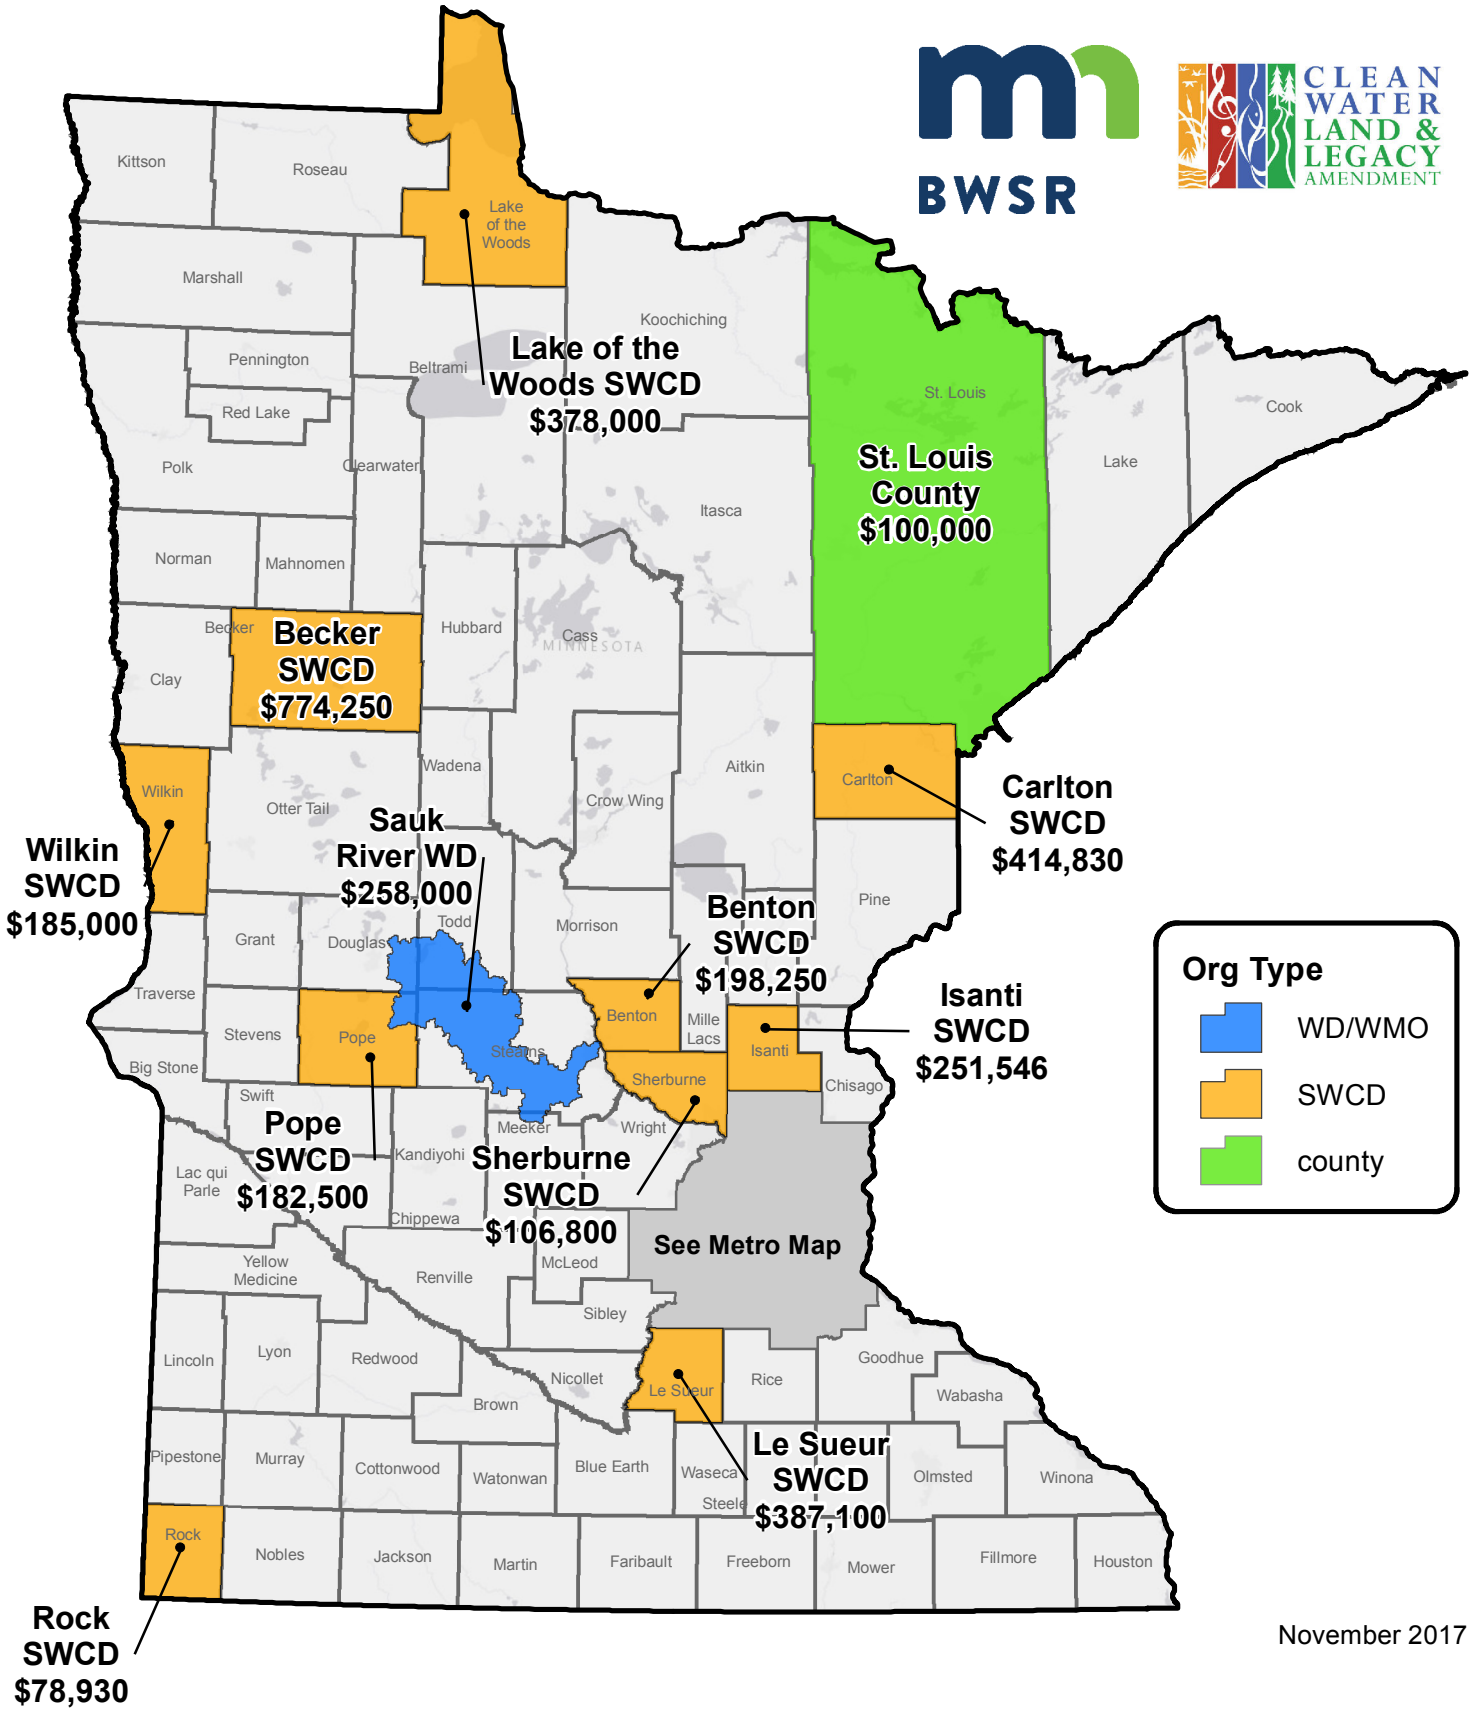 CLEAN
WATER
LAND &
LEGACY
AMENDMENT
mn
BWSR
Kittson
Roseau
Lake
of the
Woods
Marshall
Koochiching
Pennington
Beltrami
Lake of the
Woods SWCD
$378,000
Red Lake
St. Louis
Cook
Polk
Clearwater
St. Louis
County
$100,000
Lake
Itasca
Norman
Mahnomen
Becker
Becker
SWCD
$774,250
Hubbard
Cass
MINNESOTA
Clay
Wadena
Aitkin
Carlton
Carlton
SWCD
$414,830
Wilkin
Otter Tail
Crow Wing
Sauk
River WD
$258,000
Wilkin
SWCD
$185,000
Pine
Benton
SWCD
$198,250
Grant
Douglas
Todd
Morrison
Org Type
WD/WMO
SWCD
county
Traverse
Isanti
SWCD
$251,546
Stevens
Pope
Stearns
Benton
Mille
Lacs
Isanti
Big Stone
Sherburne
Chisago
Swift
Pope
SWCD
$182,500
Meeker
Wright
Kandiyohi
Sherburne
SWCD
$106,800
Lac qui
Parle
Chippewa
See Metro Map
Yellow
Medicine
Renville
McLeod
Sibley
Lincoln
Lyon
Redwood
Nicollet
Le Sueur
Rice
Goodhue
Wabasha
Brown
Le Sueur
SWCD
$387,100
Pipestone
Murray
Cottonwood
Watonwan
Blue Earth
Waseca
Steele
Olmsted
Winona
Rock
Nobles
Jackson
Martin
Faribault
Freeborn
Mower
Fillmore
Houston
Rock
SWCD
$78,930
November 2017